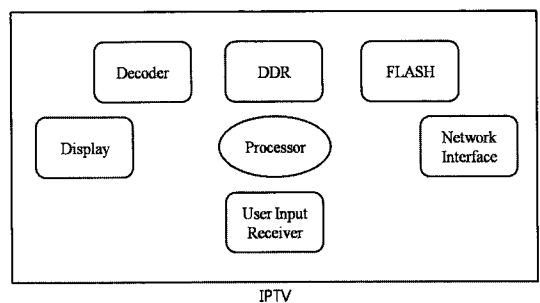 Decoder
DDR
FLASH
Display
Processor
Network
Interface
User Input
Receiver
IPTV